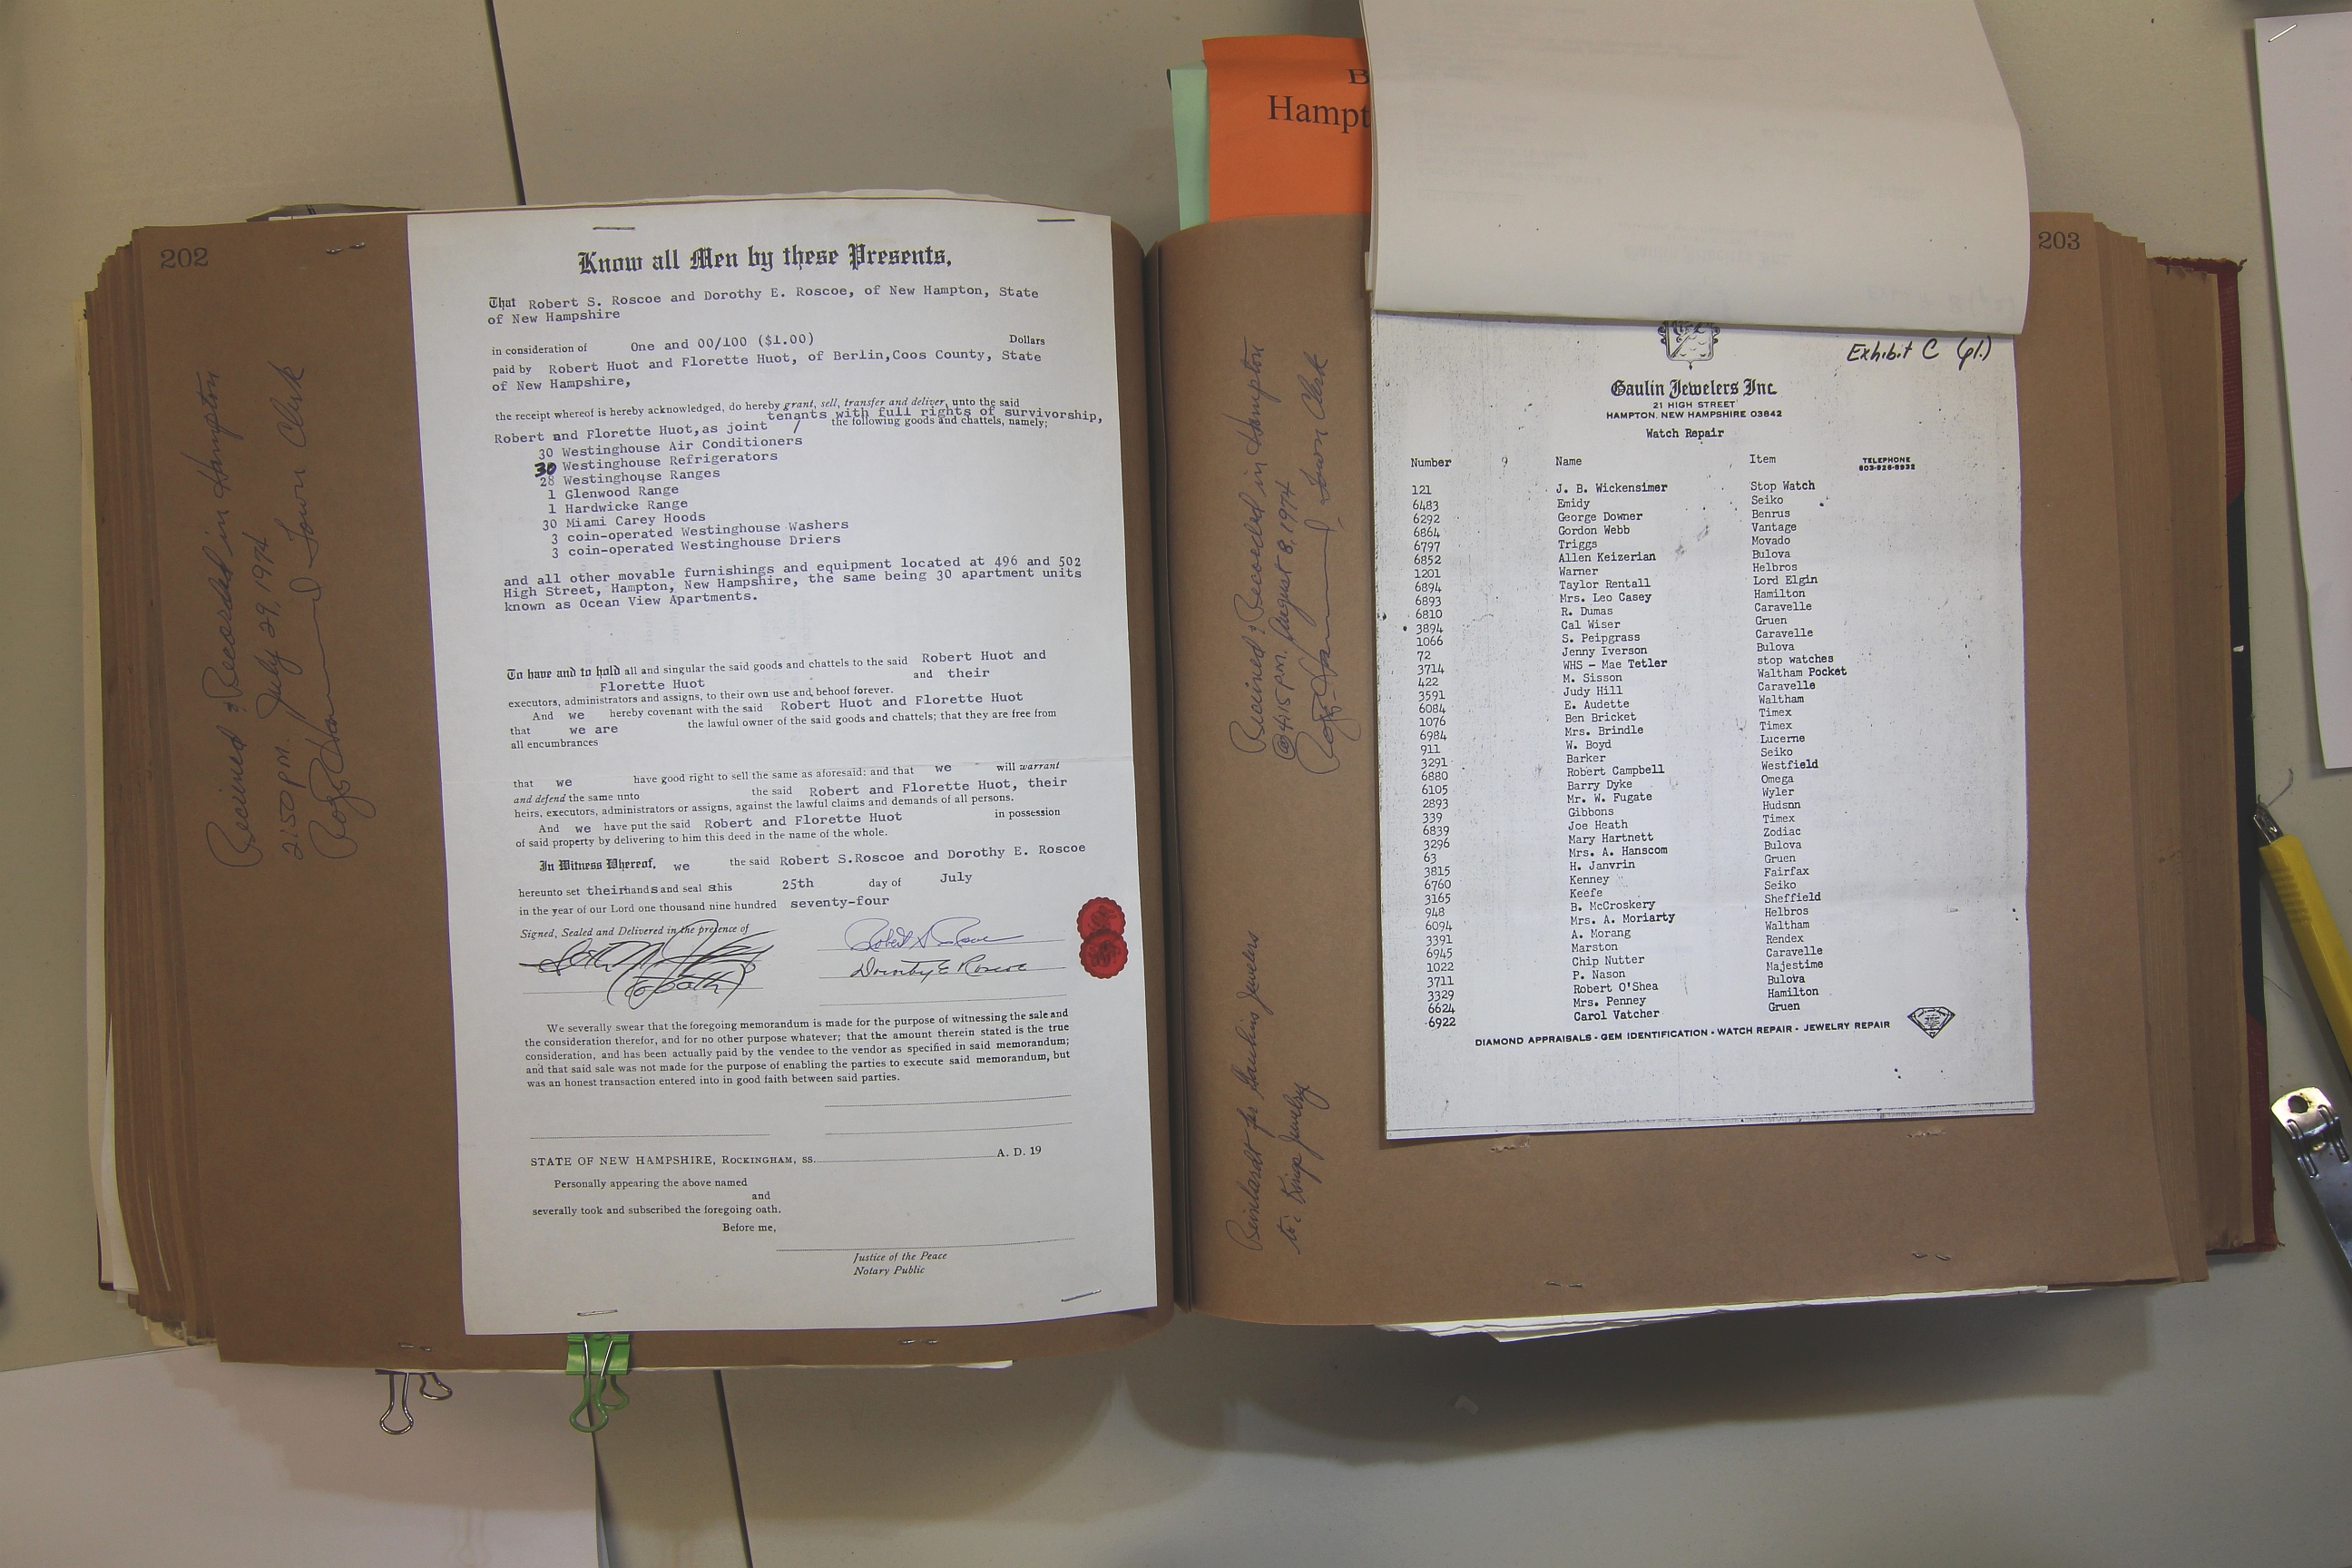 202
Received & Recorded in Hampton
2:50 P.M. July 29, 1974
Town Clerk
Know all Men by these Presents,
That Robert S. Roscoe and Dorothy E. Roscoe, of New Hampton, State
of New Hampshire
in consideration of One and 00/100 ($1.00) Dollars
paid by Robert Huot and Florette Huot, of Berlin,Coos County, State
of New Hampshire,
the receipt whereof is hereby acknowledged, do hereby grant, sell, transfer and deliver, unto the said
tenants with full rights of survivorship,
Robert and Florette Huot,as joint / the following goods and chattels, namely;
30 Westinghouse Air Conditioners
30 Westinghouse Refrigerators
28 Westinghouse Ranges
1 Glenwood Range
1 Hardwicke Range
30 Miami Carey Hoods
3 coin-operated Westinghouse Washers
3 coin-operated Westinghouse Driers
and all other movable furnishings and equipment located at 496 and 502
High Street, Hampton, New Hampshire, the same being 30 apartment units
known as Ocean View Apartments.
To have and to hold all and singular the said goods and chattels to the said Robert Huot and
Florette Huot and their
executors, administrators and assigns, to their own use and behoof forever.
And we hereby covenant with the said Robert Huot and Florette Huot
that we are the lawful owner of the said goods and chattels; that they are free from
all encumbrances
that we have good right to sell the same as aforesaid; and that we will warrant
and defend the same unto the said Robert and Florette Huot, their
heirs, executors, administrators or assigns, against the lawful claims and demands of all persons.
And we have put the said Robert and Florette Huot in possession
of said property by delivering to him this deed in the name of the whole.
In Witness Whereof, we the said Robert S.Roscoe and Dorothy E. Roscoe
hereunto set their hands and seal s this 25th day of July
in the year of our Lord one thousand nine hundred seventy-four
Signed, Sealed and Delivered in the presence of
Robert S. Roscoe
Dorothy E Roscoe
(to both)
We severally swear that the foregoing memorandum is made for the purpose of witnessing the sale and
the consideration therefor, and for no other purpose whatever; that the amount therein stated is the true
consideration, and has been actually paid by the vendee to the vendor as specified in said memorandum;
and that said sale was not made for the purpose of enabling the parties to execute said memorandum, but
was an honest transaction entered into in good faith between said parties.
STATE OF NEW HAMPSHIRE, ROCKINGHAM, SS. A. D. 19
Personally appearing the above named
and
severally took and subscribed the foregoing oath.
Before me,
Justice of the Peace
Notary Public
B
Hampt
203
Received & Recorded in Hampton
@ 4:15 P.M. August 8, 1974
Town Clerk
Reinhardt for Gaulins Jewelers
to: Kings Jewelry
Exhibit C (p1.)
Gaulin Jewelers Inc.
21 HIGH STREET
HAMPTON, NEW HAMPSHIRE 03842
Watch Repair
Number Name Item TELEPHONE
603-926-8932
121 J. B. Wickensimer Stop Watch
6483 Emidy Seiko
6292 George Downer Benrus
6864 Gordon Webb Vantage
6797 Triggs Movado
6852 Allen Keizerian Bulova
1201 Warner Helbros
6894 Taylor Rentall Lord Elgin
6893 Mrs. Leo Casey Hamilton
6810 R. Dumas Caravelle
3894 Cal Wiser Gruen
1066 S. Peipgrass Caravelle
72 Jenny Iverson Bulova
3714 WHS - Mae Tetler stop watches
422 M. Sisson Waltham Pocket
3591 Judy Hill Caravelle
6084 E. Audette Waltham
1076 Ben Bricket Timex
6984 Mrs. Brindle Timex
911 W. Boyd Lucerne
3291 Barker Seiko
6880 Robert Campbell Westfield
6105 Barry Dyke Omega
2893 Mr. W. Fugate Wyler
339 Gibbons Hudsnn
6839 Joe Heath Timex
3296 Mary Hartnett Zodiac
63 Mrs. A. Hanscom Bulova
3815 H. Janvrin Gruen
6760 Kenney Fairfax
3165 Keefe Seiko
948 B. McCroskery Sheffield
6094 Mrs. A. Moriarty Helbros
3391 A. Morang Waltham
6945 Marston Rendex
1022 Chip Nutter Caravelle
3711 P. Nason Majestime
3329 Robert O'Shea Bulova
6624 Mrs. Penney Hamilton
6922 Carol Vatcher Gruen
DIAMOND APPRAISALS - GEM IDENTIFICATION - WATCH REPAIR - JEWELRY REPAIR